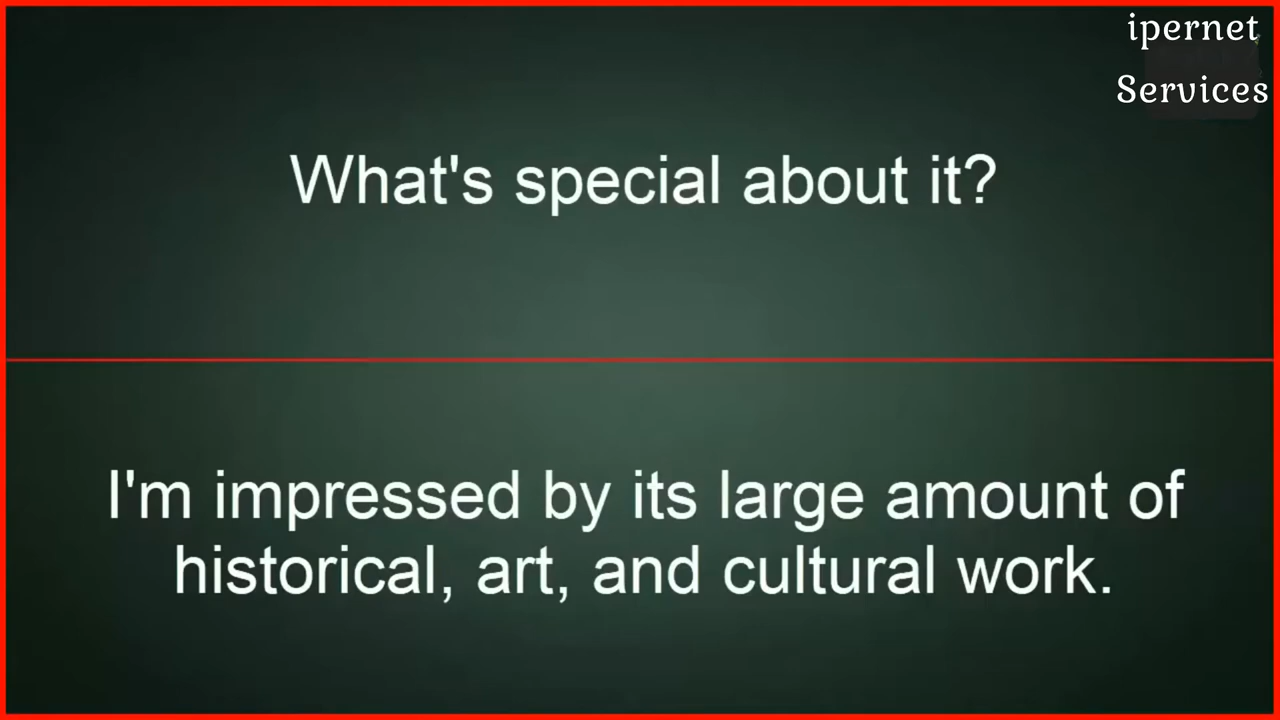 ipernet
Services
What's special about it?
I'm impressed by its large amount of
historical, art, and cultural work.